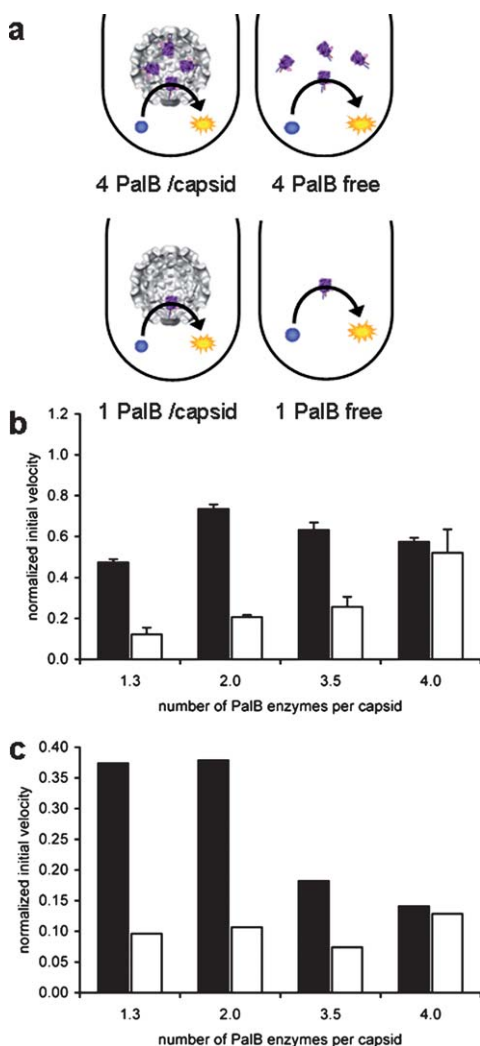 a
4 PalB /capsid 4 PalB free
1 PalB /capsid 1 PalB free
b
normalized initial velocity
1.2
1.0
0.8
0.6
0.4
0.2
0.0
1.3 2.0 3.5 4.0
number of PalB enzymes per capsid
c
normalized initial velocity
0.40
0.35
0.30
0.25
0.20
0.15
0.10
0.05
0.00
1.3 2.0 3.5 4.0
number of PalB enzymes per capsid